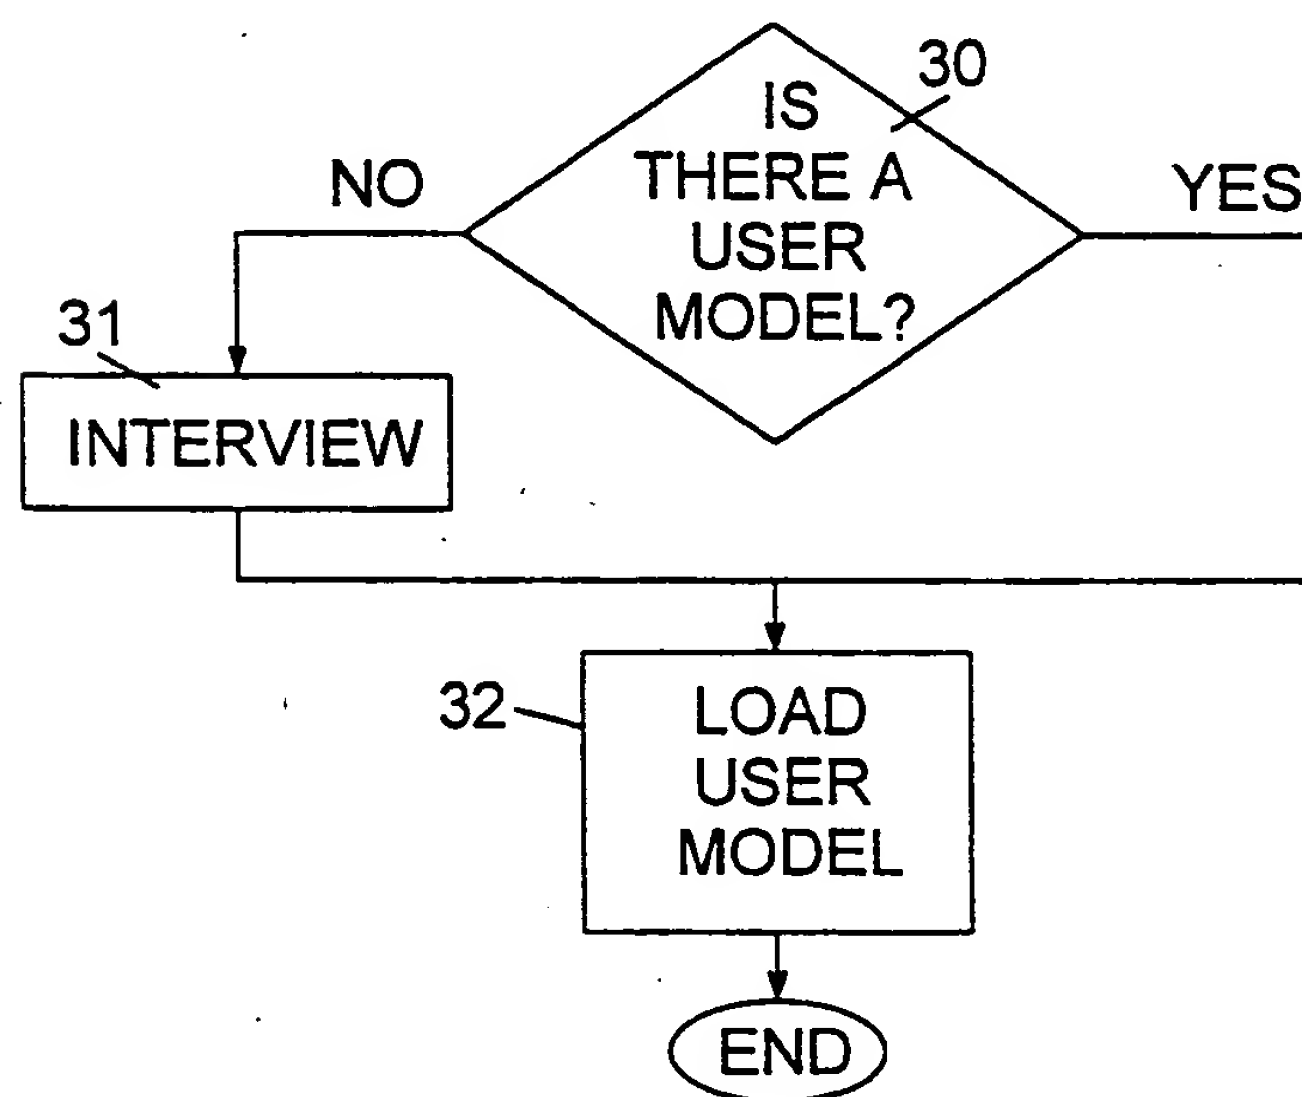 30
IS
THERE A
USER
MODEL?
NO
YES
31
INTERVIEW
32
LOAD
USER
MODEL
END